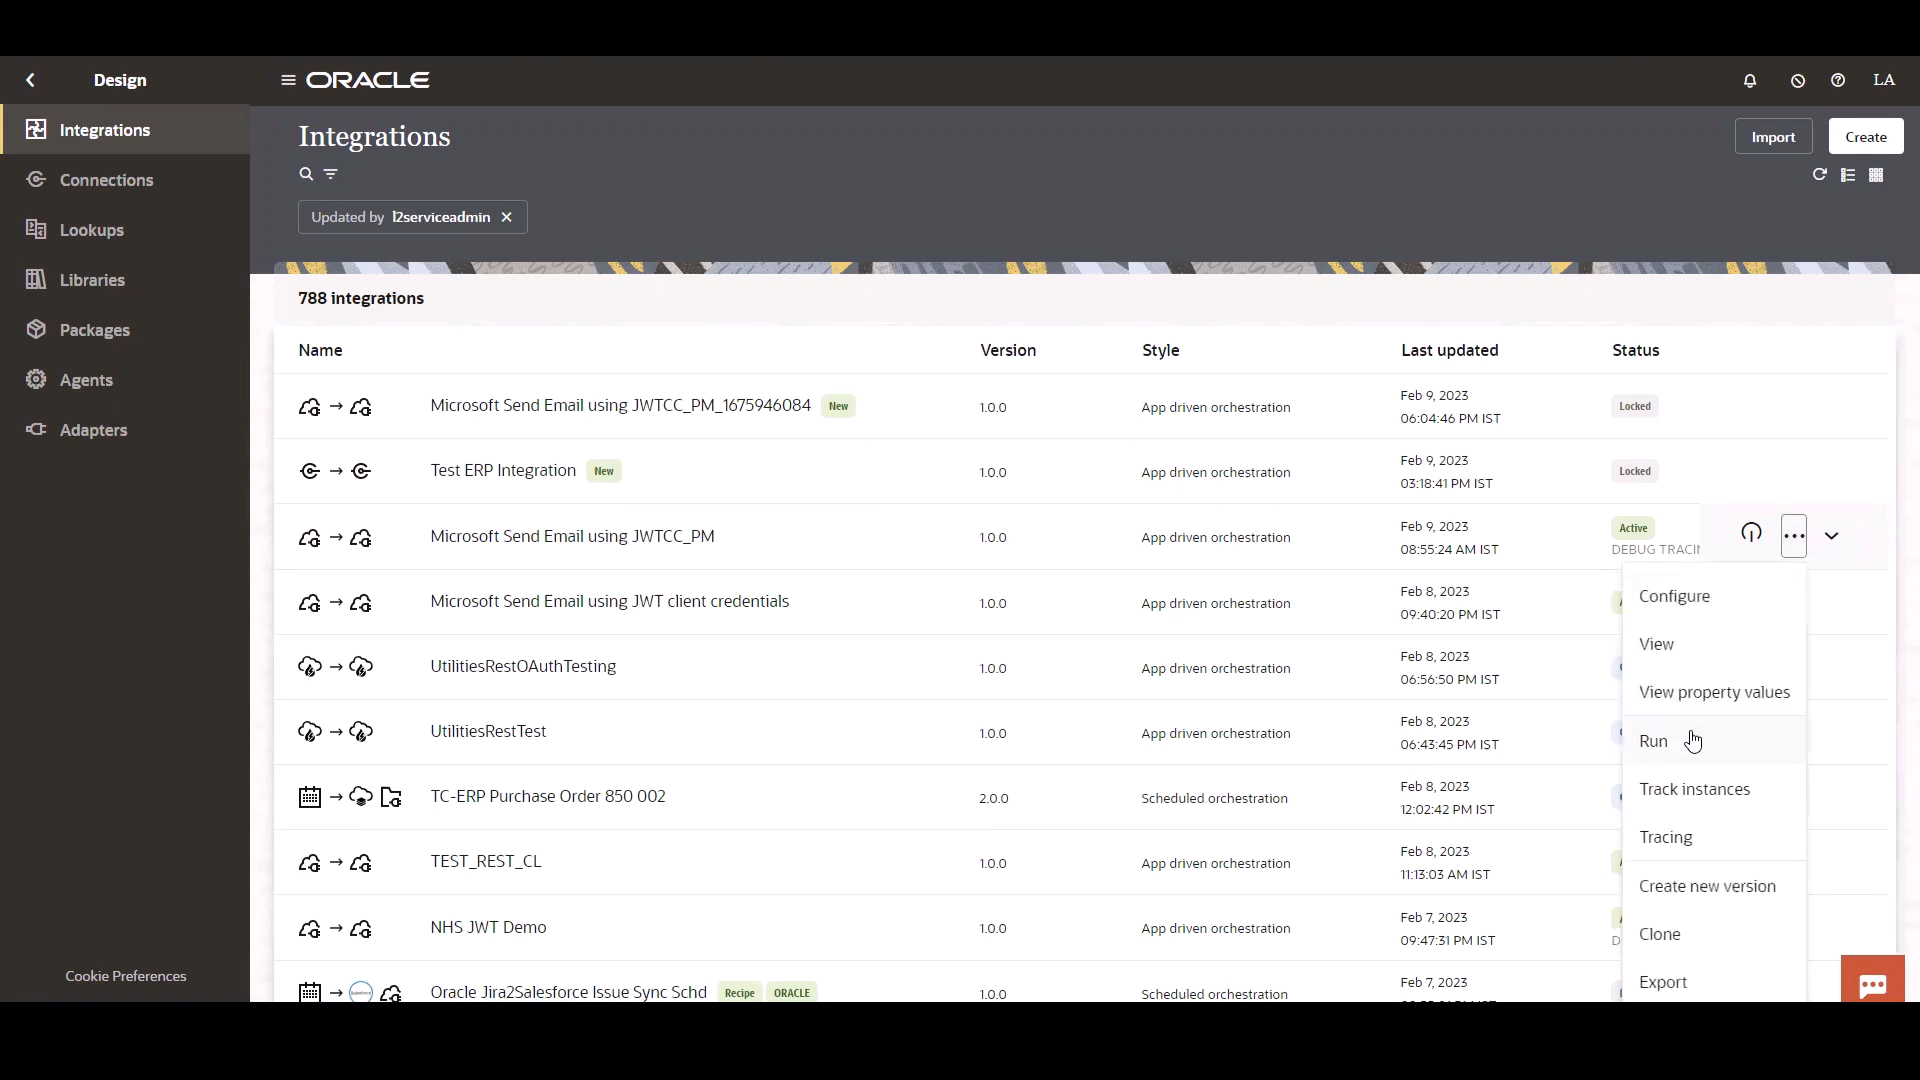 Design
ORACLE
LA
Integrations
Connections
Lookups
Libraries
Packages
Agents
Adapters
Cookie Preferences
Integrations
Import
Create
Updated by l2serviceadmin
788 integrations
Name Version Style Last updated Status
Microsoft Send Email using JWTCC_PM_1675946084 New 1.0.0 App driven orchestration Feb 9, 2023 Locked
06:04:46 PM IST
Test ERP Integration New 1.0.0 App driven orchestration Feb 9, 2023 Locked
03:18:41 PM IST
Microsoft Send Email using JWTCC_PM 1.0.0 App driven orchestration Feb 9, 2023 Active
08:55:24 AM IST DEBUG
Microsoft Send Email using JWT client credentials 1.0.0 App driven orchestration Feb 8, 2023
09:40:20 PM IST
UtilitiesRestOAuthTesting 1.0.0 App driven orchestration Feb 8, 2023
06:56:50 PM IST
UtilitiesRestTest 1.0.0 App driven orchestration Feb 8, 2023
06:43:45 PM IST
TC-ERP Purchase Order 850 002 2.0.0 Scheduled orchestration Feb 8, 2023
12:02:42 PM IST
TEST_REST_CL 1.0.0 App driven orchestration Feb 8, 2023
11:13:03 AM IST
NHS JWT Demo 1.0.0 App driven orchestration Feb 7, 2023
09:47:31 PM IST
Oracle Jira2Salesforce Issue Sync Schd Recipe ORACLE 1.0.0 Scheduled orchestration Feb 7, 2023
Configure
View
View property values
Run
Track instances
Tracing
Create new version
Clone
Export